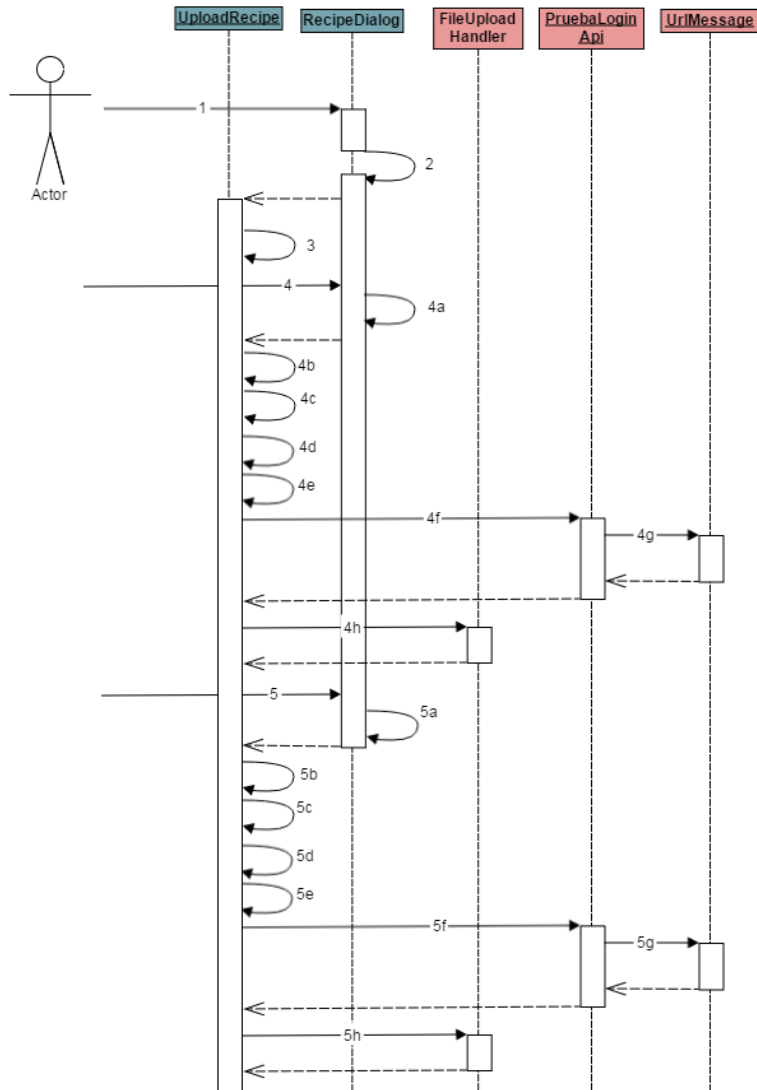 UploadRecipe
RecipeDialog
FileUpload
Handler
PruebaLogin
Api
UrlMessage
1
2
Actor
3
4
4a
4b
4c
4d
4e
4f
4g
4h
5
5a
5b
5c
5d
5e
5f
5g
5h